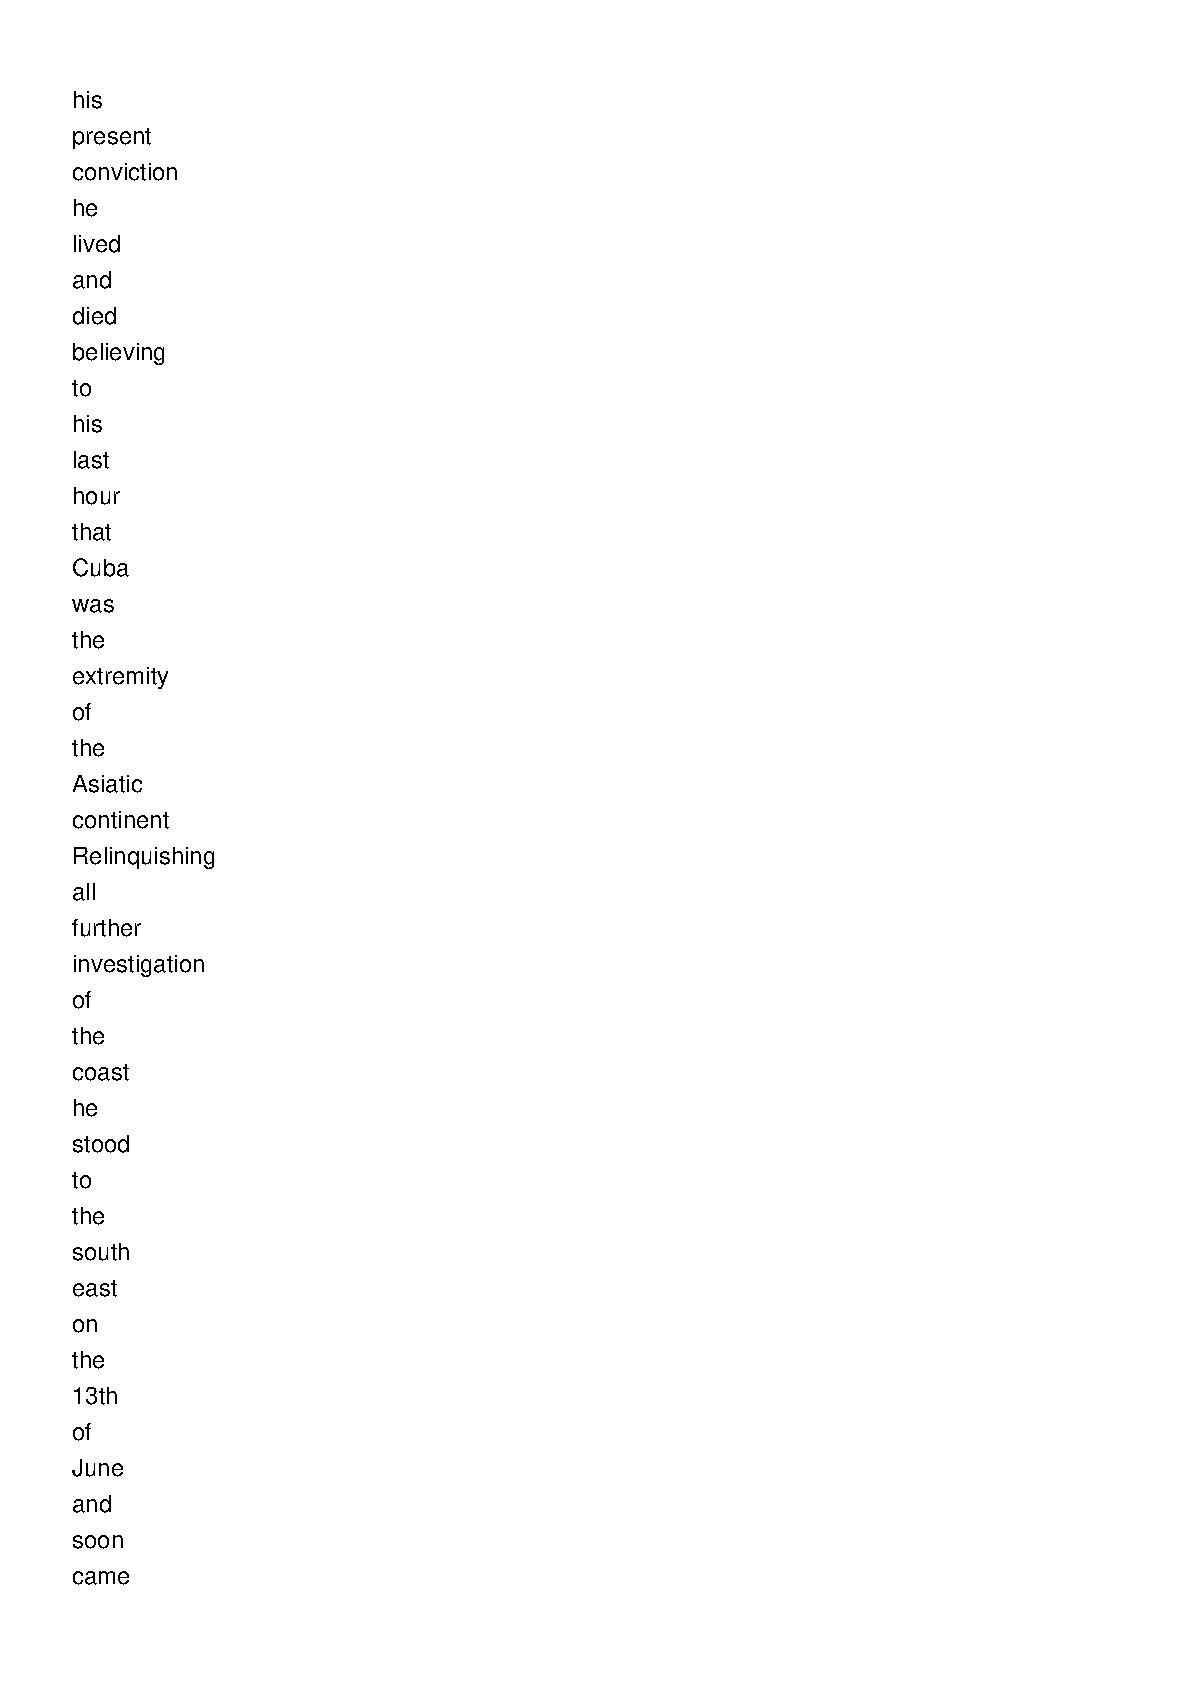 his
present
conviction
he
lived
and
died
believing
to
his
last
hour
that
Cuba
was
the
extremity
of
the
Asiatic
continent
Relinquishing
all
further
investigation
of
the
coast
he
stood
to
the
south
east
on
the
13th
of
June
and
soon
came